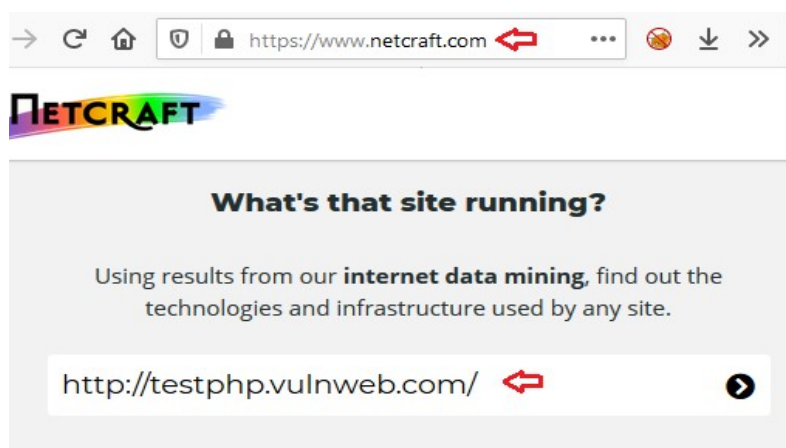 https://www.netcraft.com
NETCRAFT
What's that site running?
Using results from our internet data mining, find out the
technologies and infrastructure used by any site.
http://testphp.vulnweb.com/